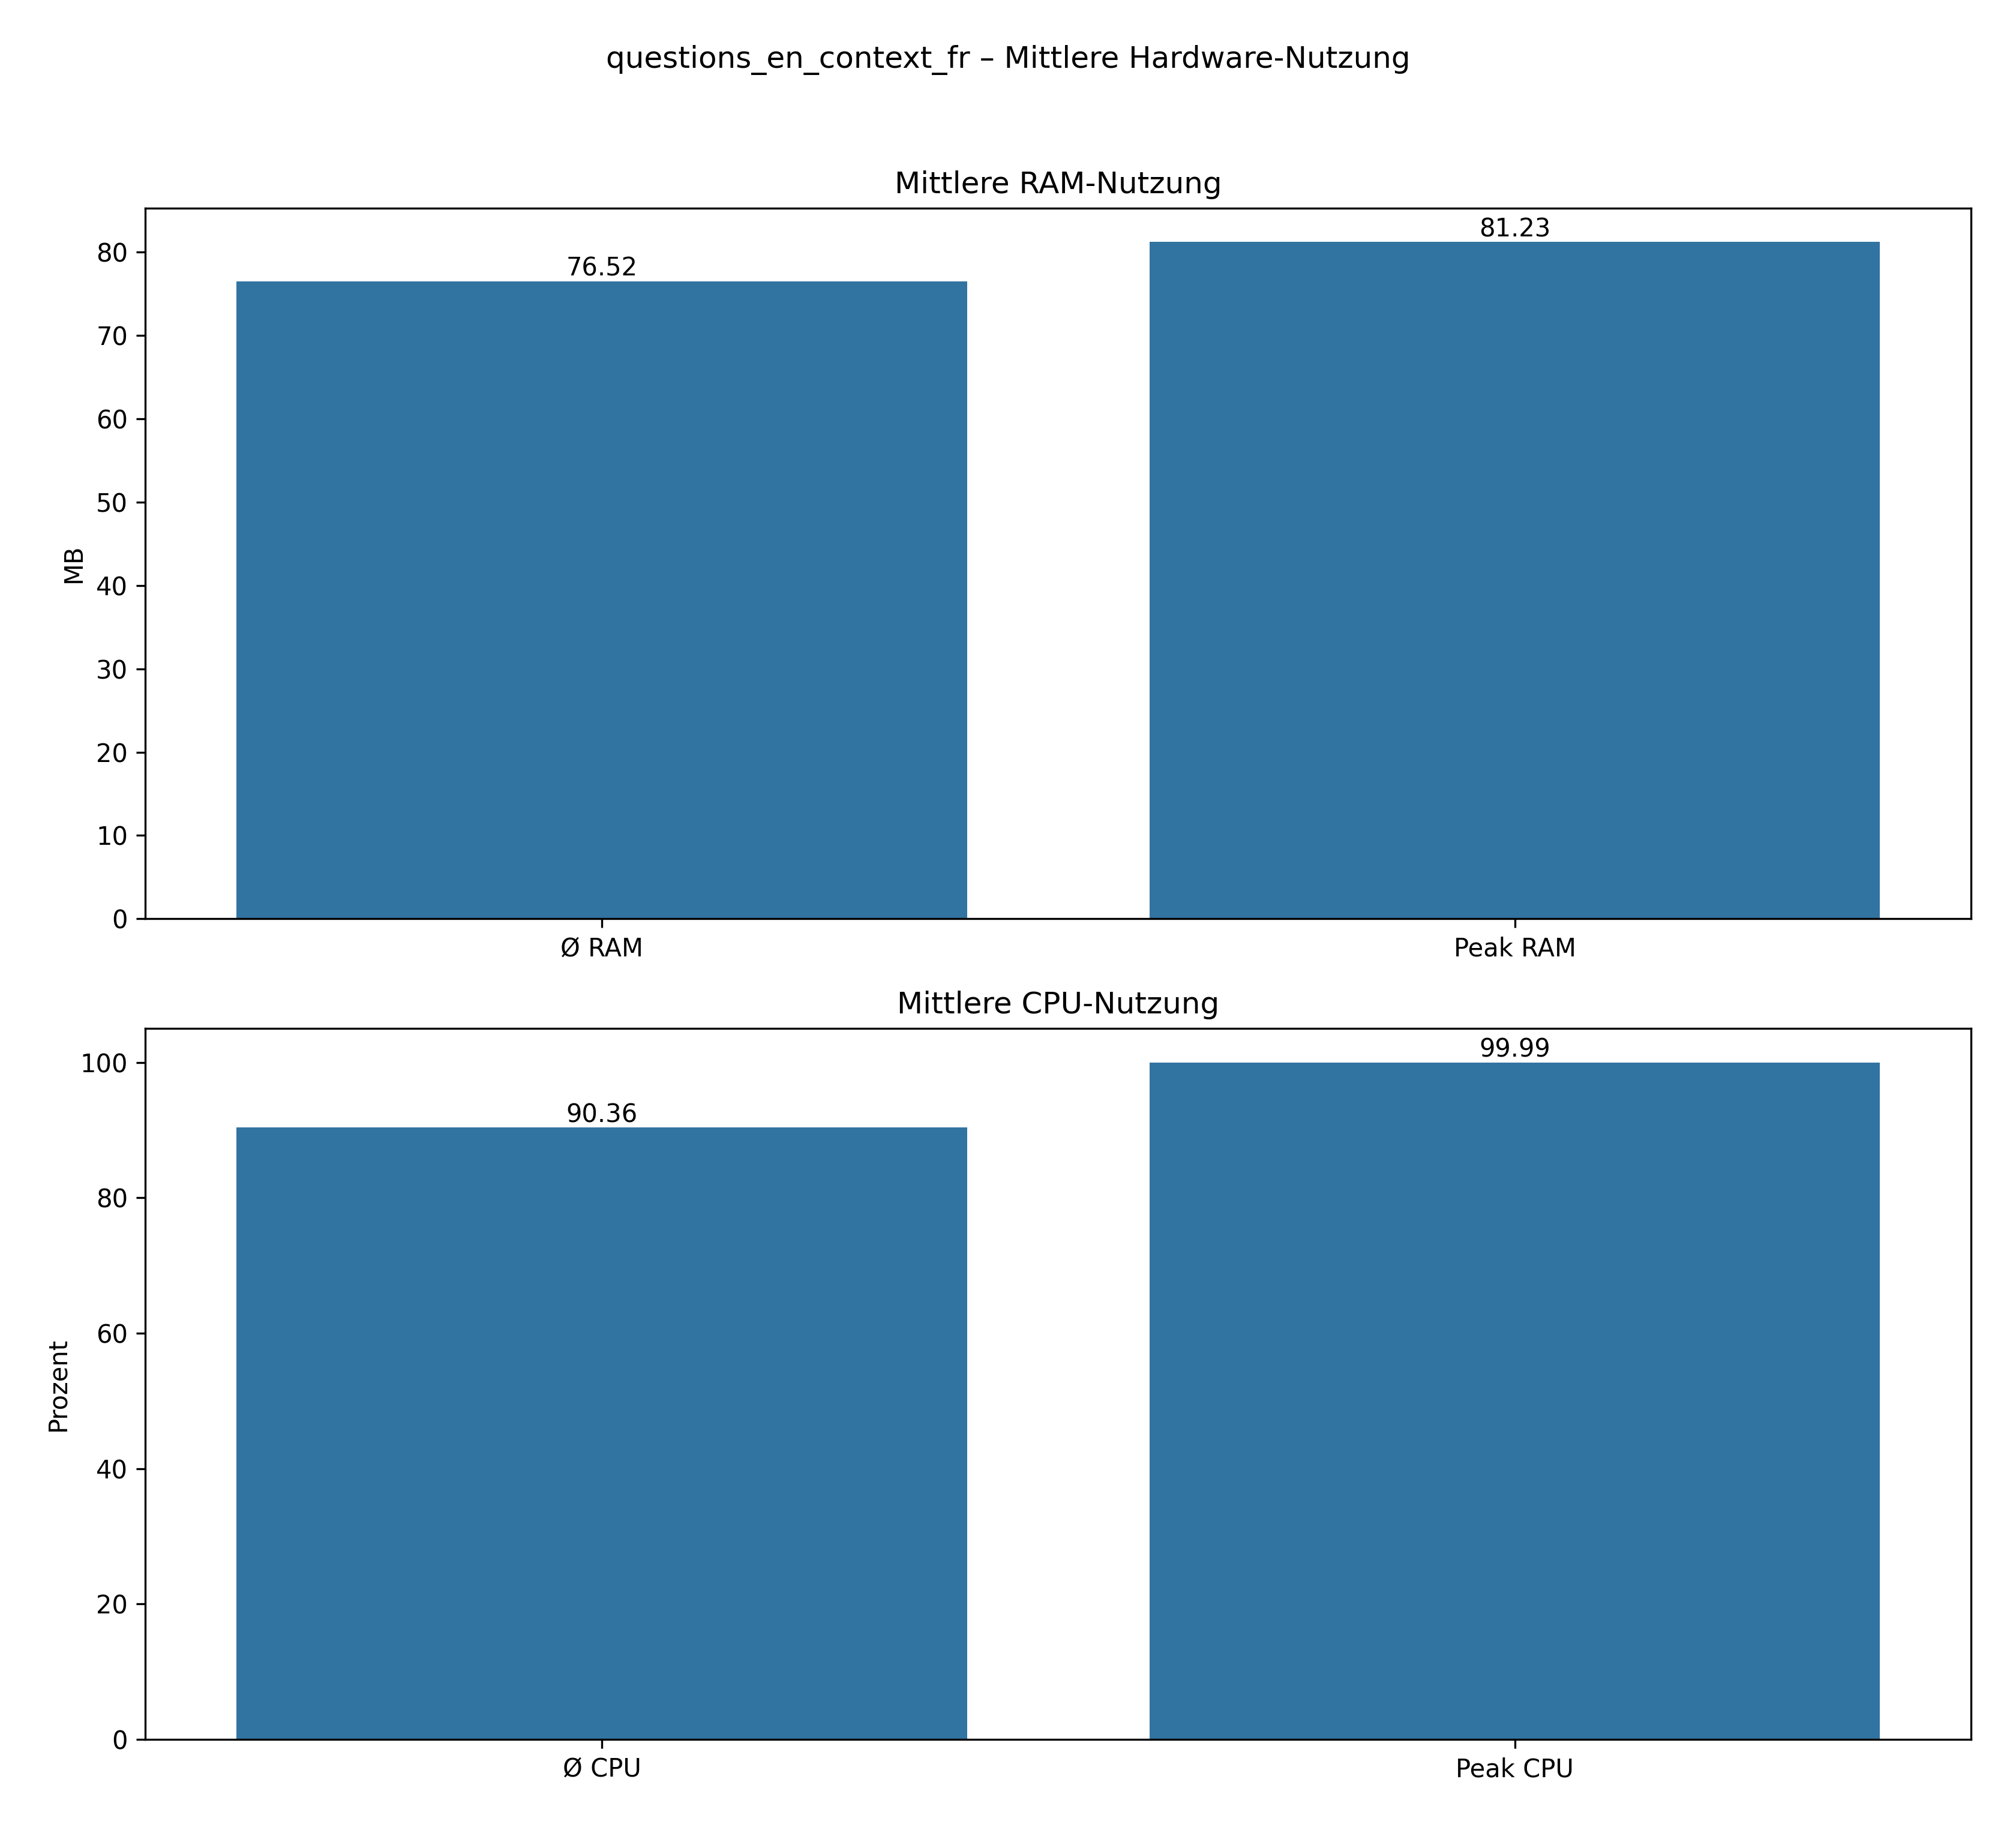 questions_en_context_fr – Mittlere Hardware-Nutzung
Mittlere RAM-Nutzung
81.23
76.52
80
70
60
50
MB
40
30
20
10
0
Ø RAM
Peak RAM
Mittlere CPU-Nutzung
99.99
90.36
100
80
60
Prozent
40
20
0
Ø CPU
Peak CPU